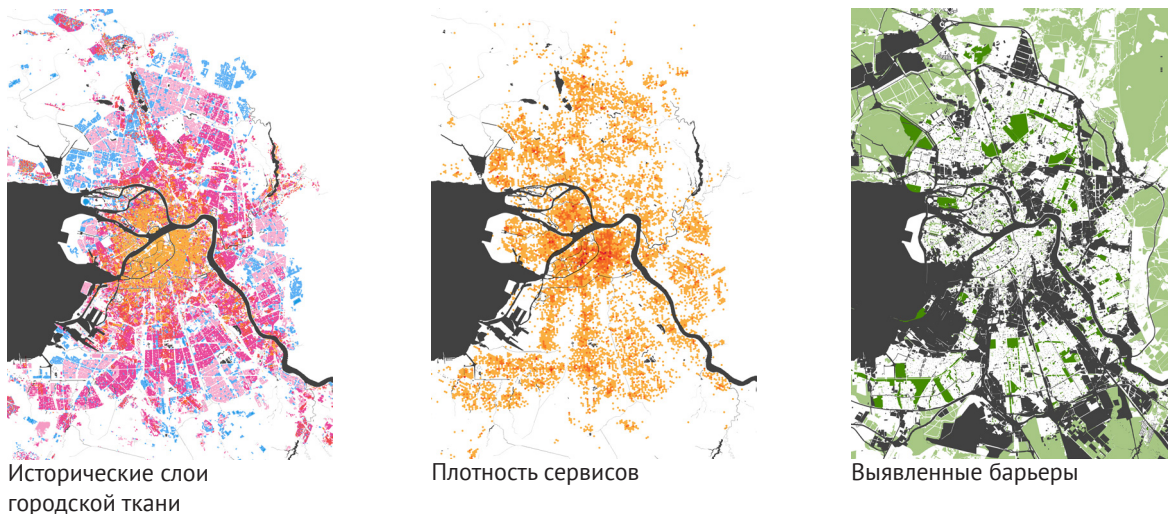 Исторические слои
городской ткани
Плотность сервисов
Выявленные барьеры